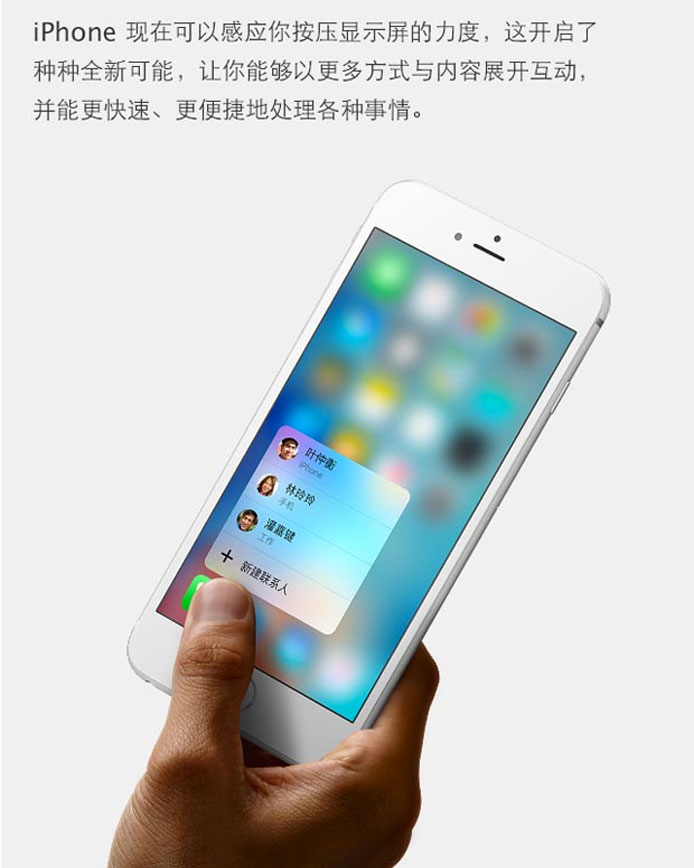 iPhone 现在可以感应你按压显示屏的力度，这开启了
种种全新可能，让你能够以更多方式与内容展开互动，
并能更快速、更便捷地处理各种事情。
叶仲衡
iPhone
林玲玲
手机
潘嘉键
工作
新建联系人